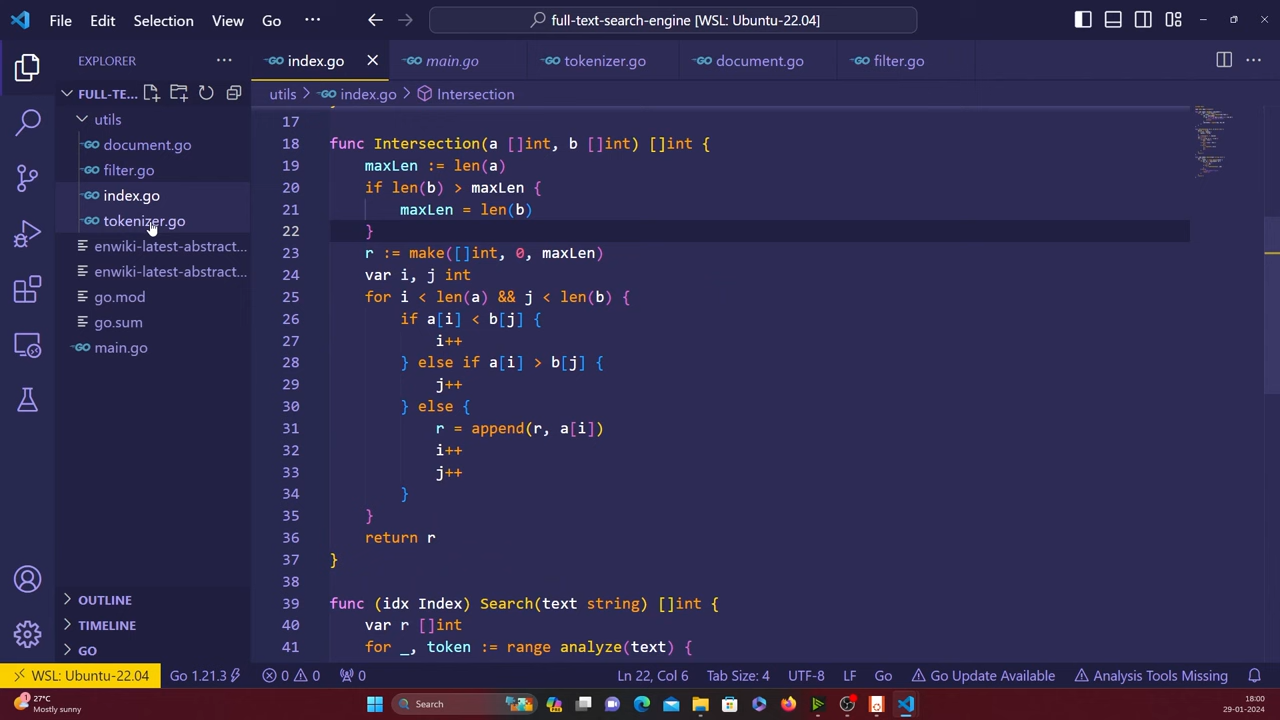 File Edit Selection View Go ··· full-text-search-engine [WSL: Ubuntu-22.04]
EXPLORER ···
index.go main.go tokenizer.go document.go filter.go
utils > index.go > Intersection
FULL-TE...
utils
document.go
filter.go
index.go
tokenizer.go
enwiki-latest-abstract...
enwiki-latest-abstract...
go.mod
go.sum
main.go
OUTLINE
TIMELINE
GO
17
18 func Intersection(a []int, b []int) []int {
19 maxLen := len(a)
20 if len(b) > maxLen {
21 maxLen = len(b)
22 }
23 r := make([]int, 0, maxLen)
24 var i, j int
25 for i < len(a) && j < len(b) {
26 if a[i] < b[j] {
27 i++
28 } else if a[i] > b[j] {
29 j++
30 } else {
31 r = append(r, a[i])
32 i++
33 j++
34 }
35 }
36 return r
37 }
38
39 func (idx Index) Search(text string) []int {
40 var r []int
41 for _, token := range analyze(text) {
WSL: Ubuntu-22.04 Go 1.21.3 0 0 0 Ln 22, Col 6 Tab Size: 4 UTF-8 LF Go Go Update Available Analysis Tools Missing
27°C
Mostly sunny
Search
18:00
29-01-2024